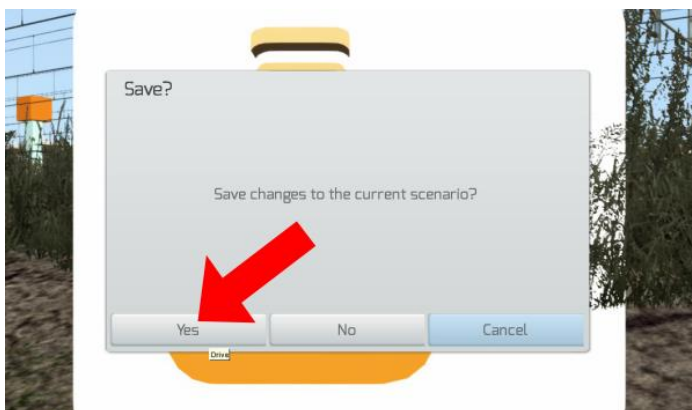 Save?
Save changes to the current scenario?
Yes
No
Cancel
Drive